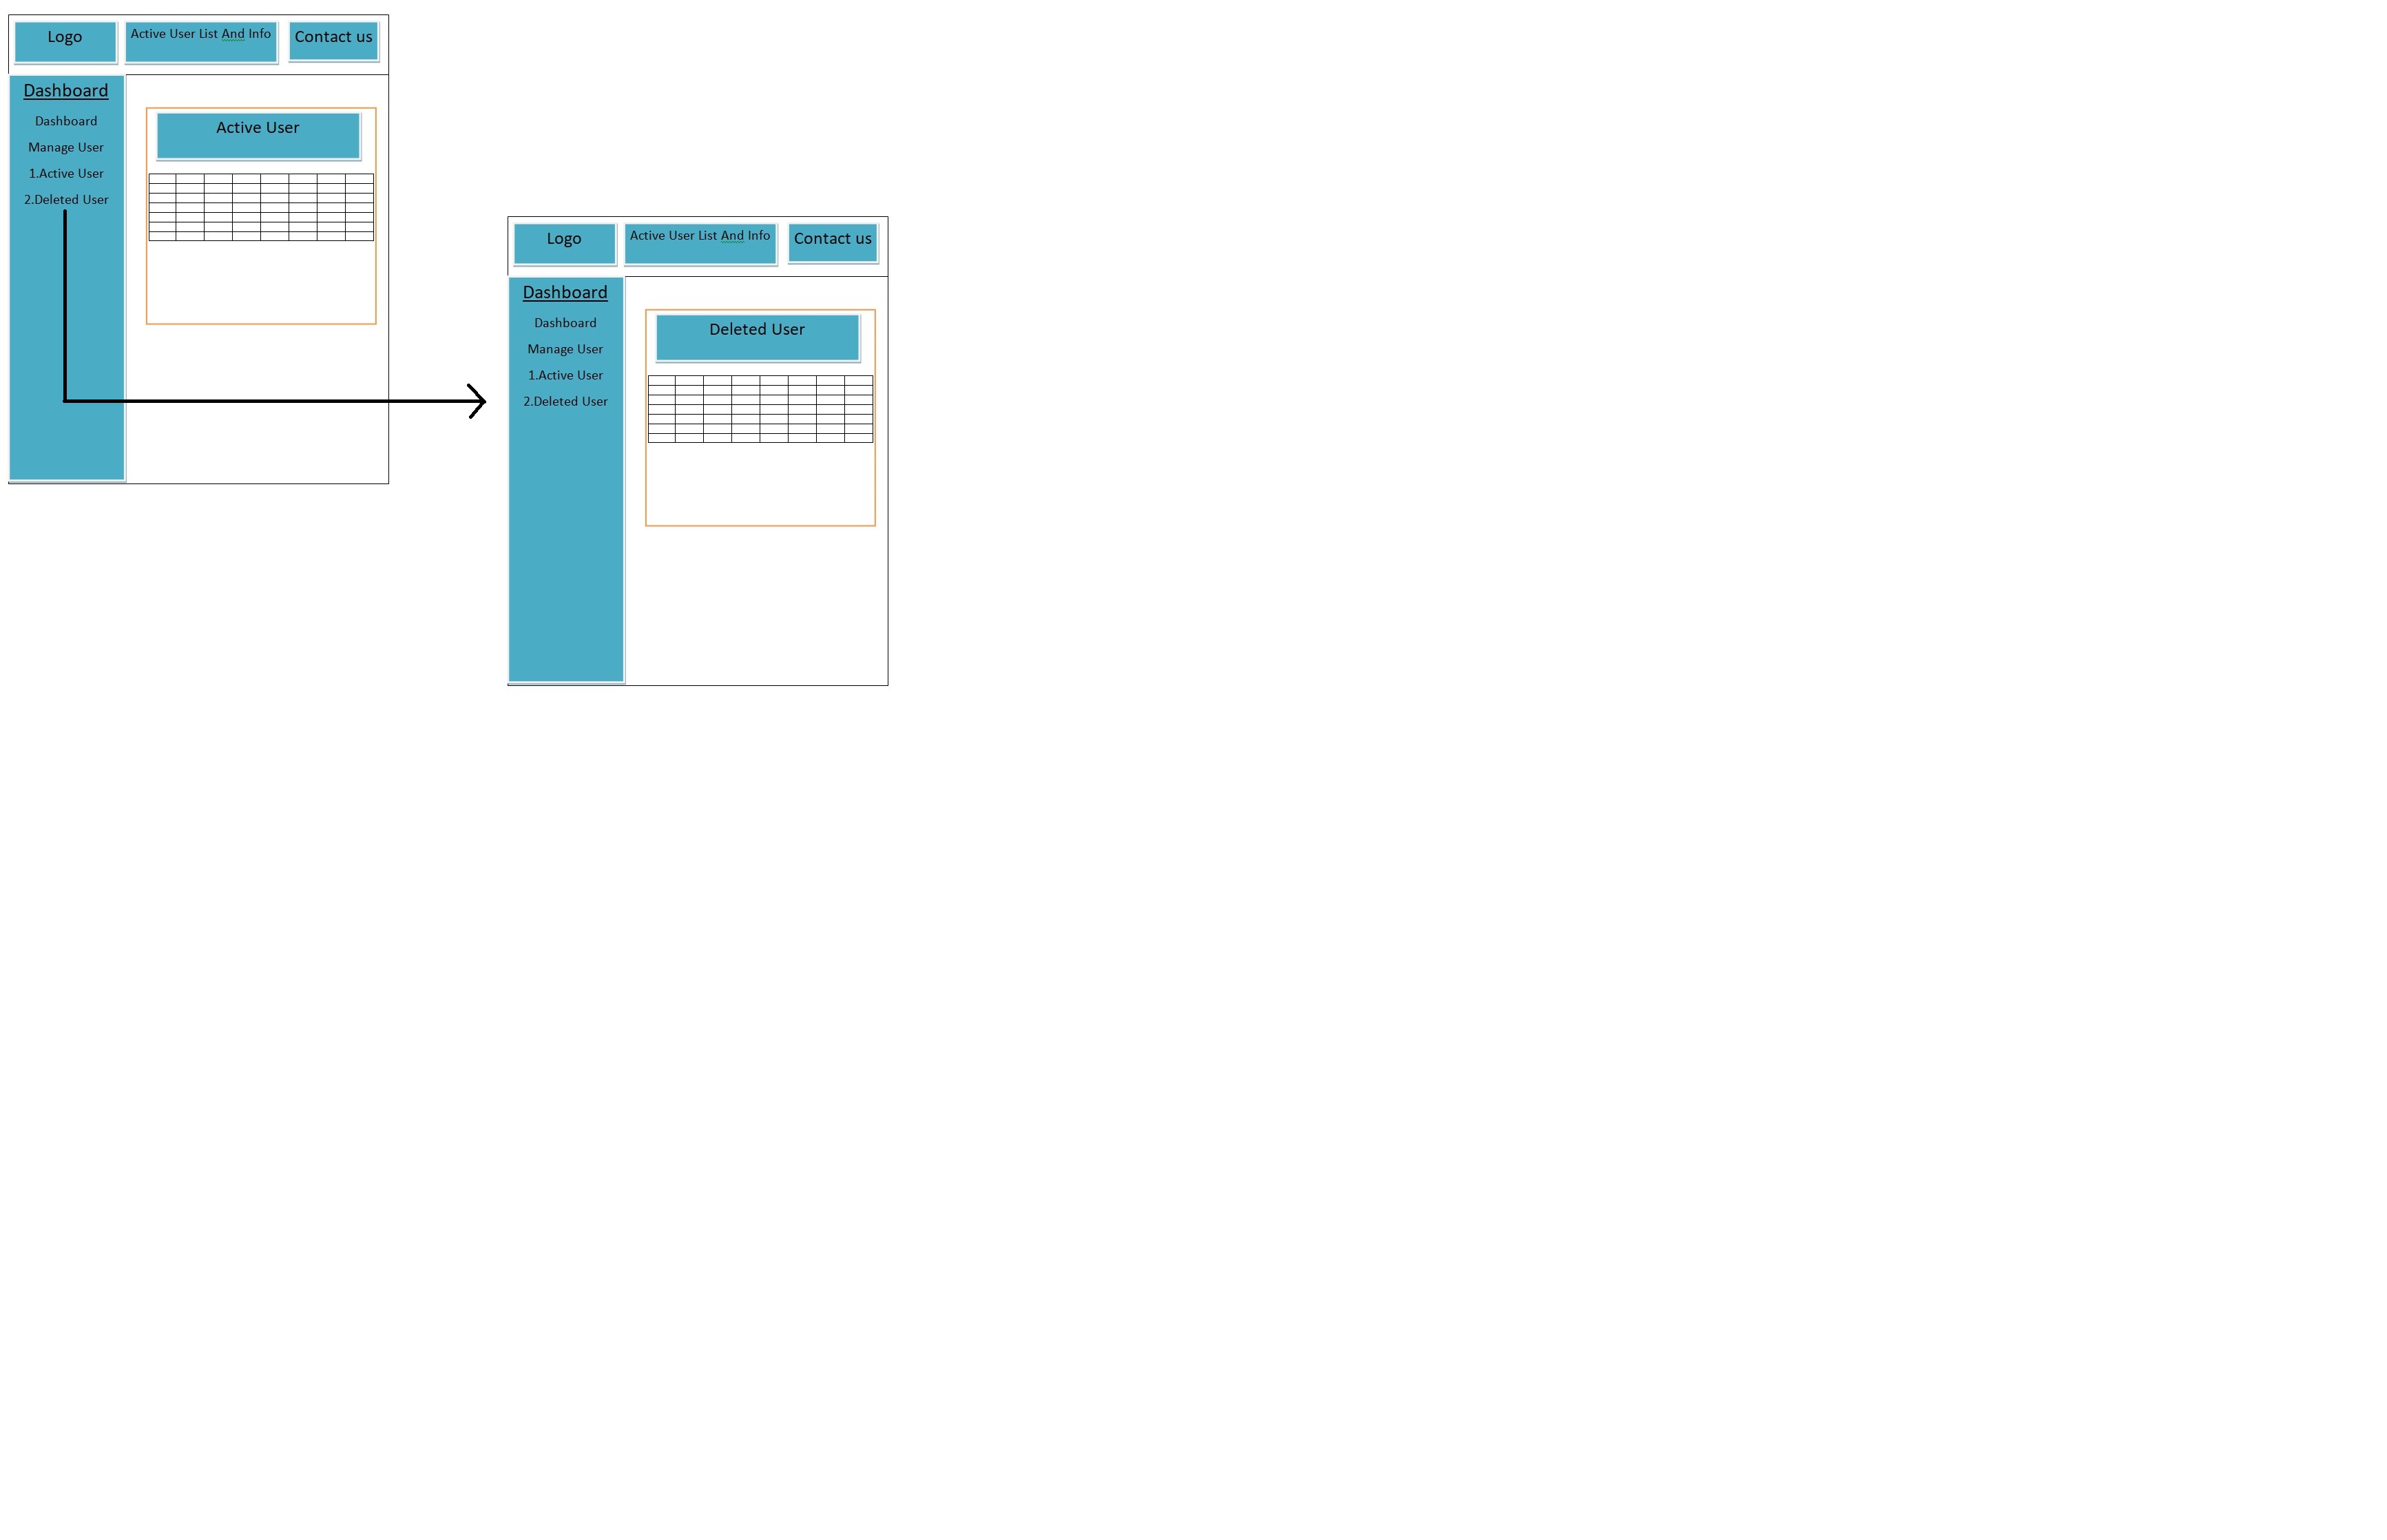 Logo
Active User List And Info
Contact us
Dashboard
Dashboard
Manage User
1.Active User
2.Deleted User
Active User
Logo
Active User List And Info
Contact us
Dashboard
Dashboard
Manage User
1.Active User
2.Deleted User
Deleted User